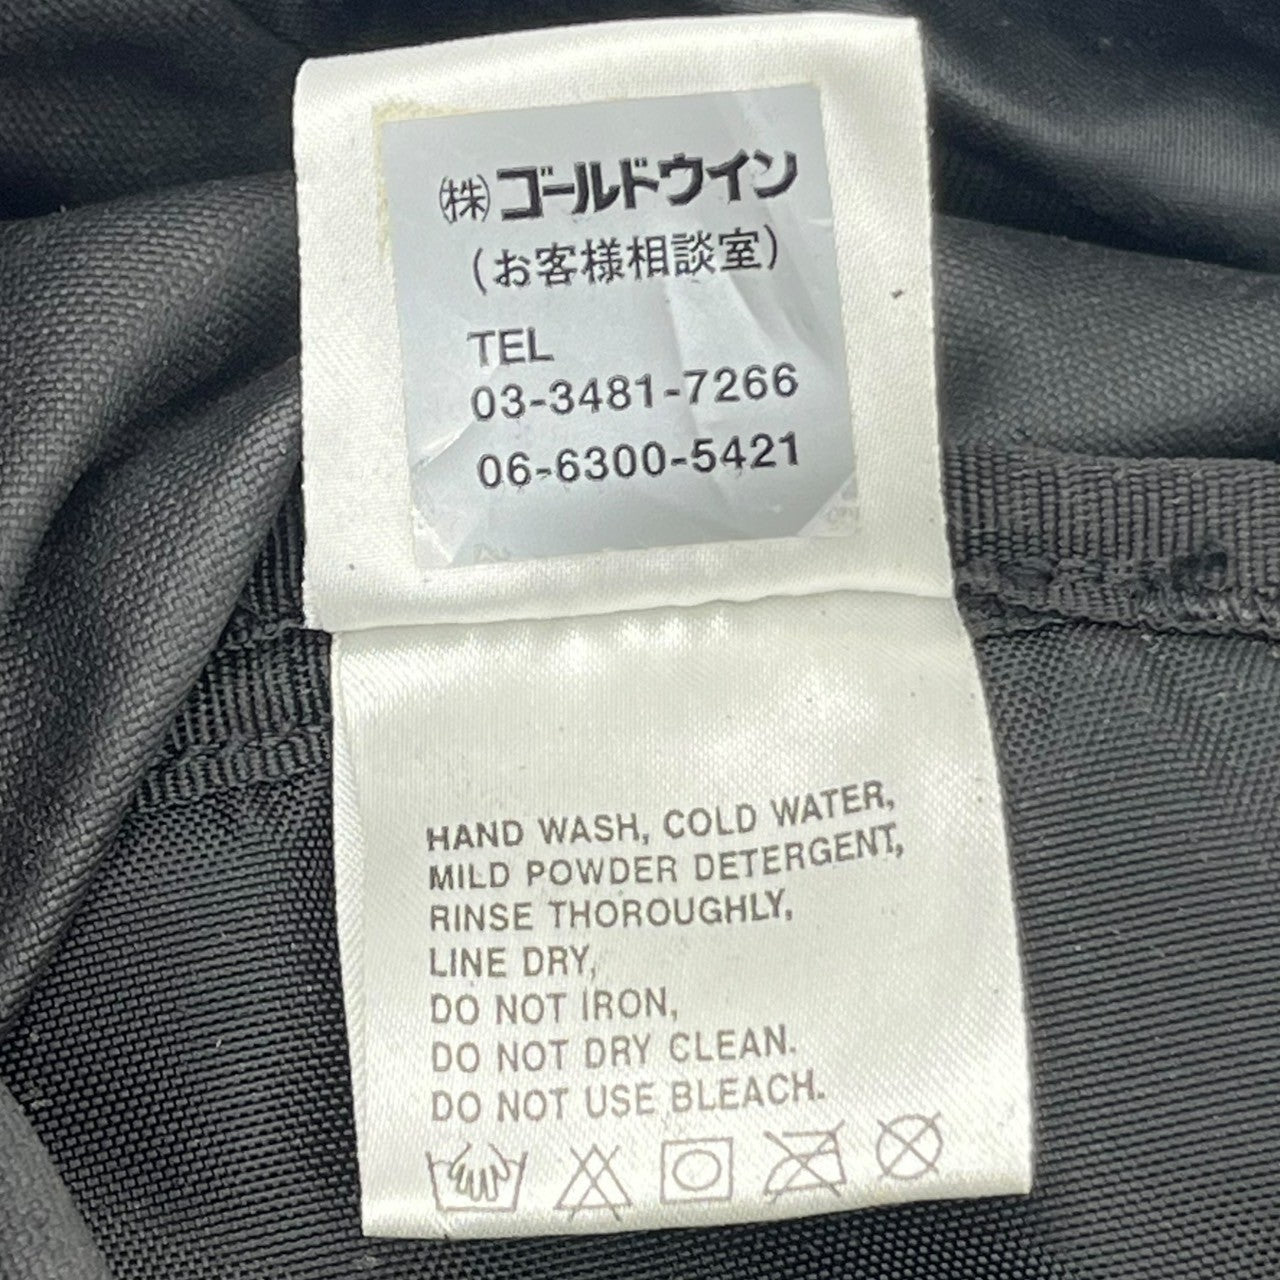 ㈱ゴールドウイン
(お客様相談室)
TEL
03-3481-7266
06-6300-5421
HAND WASH, COLD WATER,
MILD POWDER DETERGENT,
RINSE THOROUGHLY,
LINE DRY,
DO NOT IRON,
DO NOT DRY CLEAN.
DO NOT USE BLEACH.